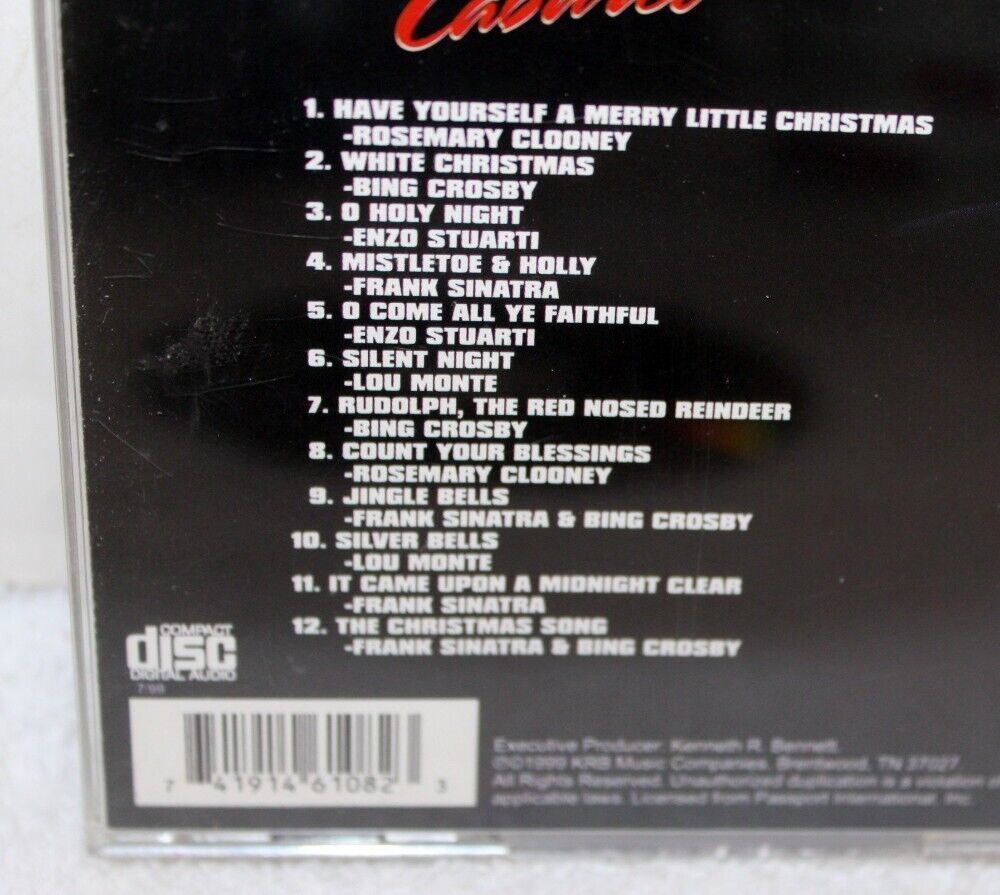 Cabaret
1. HAVE YOURSELF A MERRY LITTLE CHRISTMAS
-ROSEMARY CLOONEY
2. WHITE CHRISTMAS
-BING CROSBY
3. O HOLY NIGHT
-ENZO STUARTI
4. MISTLETOE & HOLLY
-FRANK SINATRA
5. O COME ALL YE FAITHFUL
-ENZO STUARTI
6. SILENT NIGHT
-LOU MONTE
7. RUDOLPH, THE RED NOSED REINDEER
-BING CROSBY
8. COUNT YOUR BLESSINGS
-ROSEMARY CLOONEY
9. JINGLE BELLS
-FRANK SINATRA & BING CROSBY
10. SILVER BELLS
-LOU MONTE
11. IT CAME UPON A MIDNIGHT CLEAR
-FRANK SINATRA
12. THE CHRISTMAS SONG
-FRANK SINATRA & BING CROSBY
COMPACT
disc
DIGITAL AUDIO
7 41914 61082 3
Executive Producer: Kenneth R. Bennett.
℗©1999 KRB Music Companies, Brentwood, TN 37027
All Rights Reserved. Unauthorized duplication is a violation
applicable laws. Licensed from Passport International, Inc.